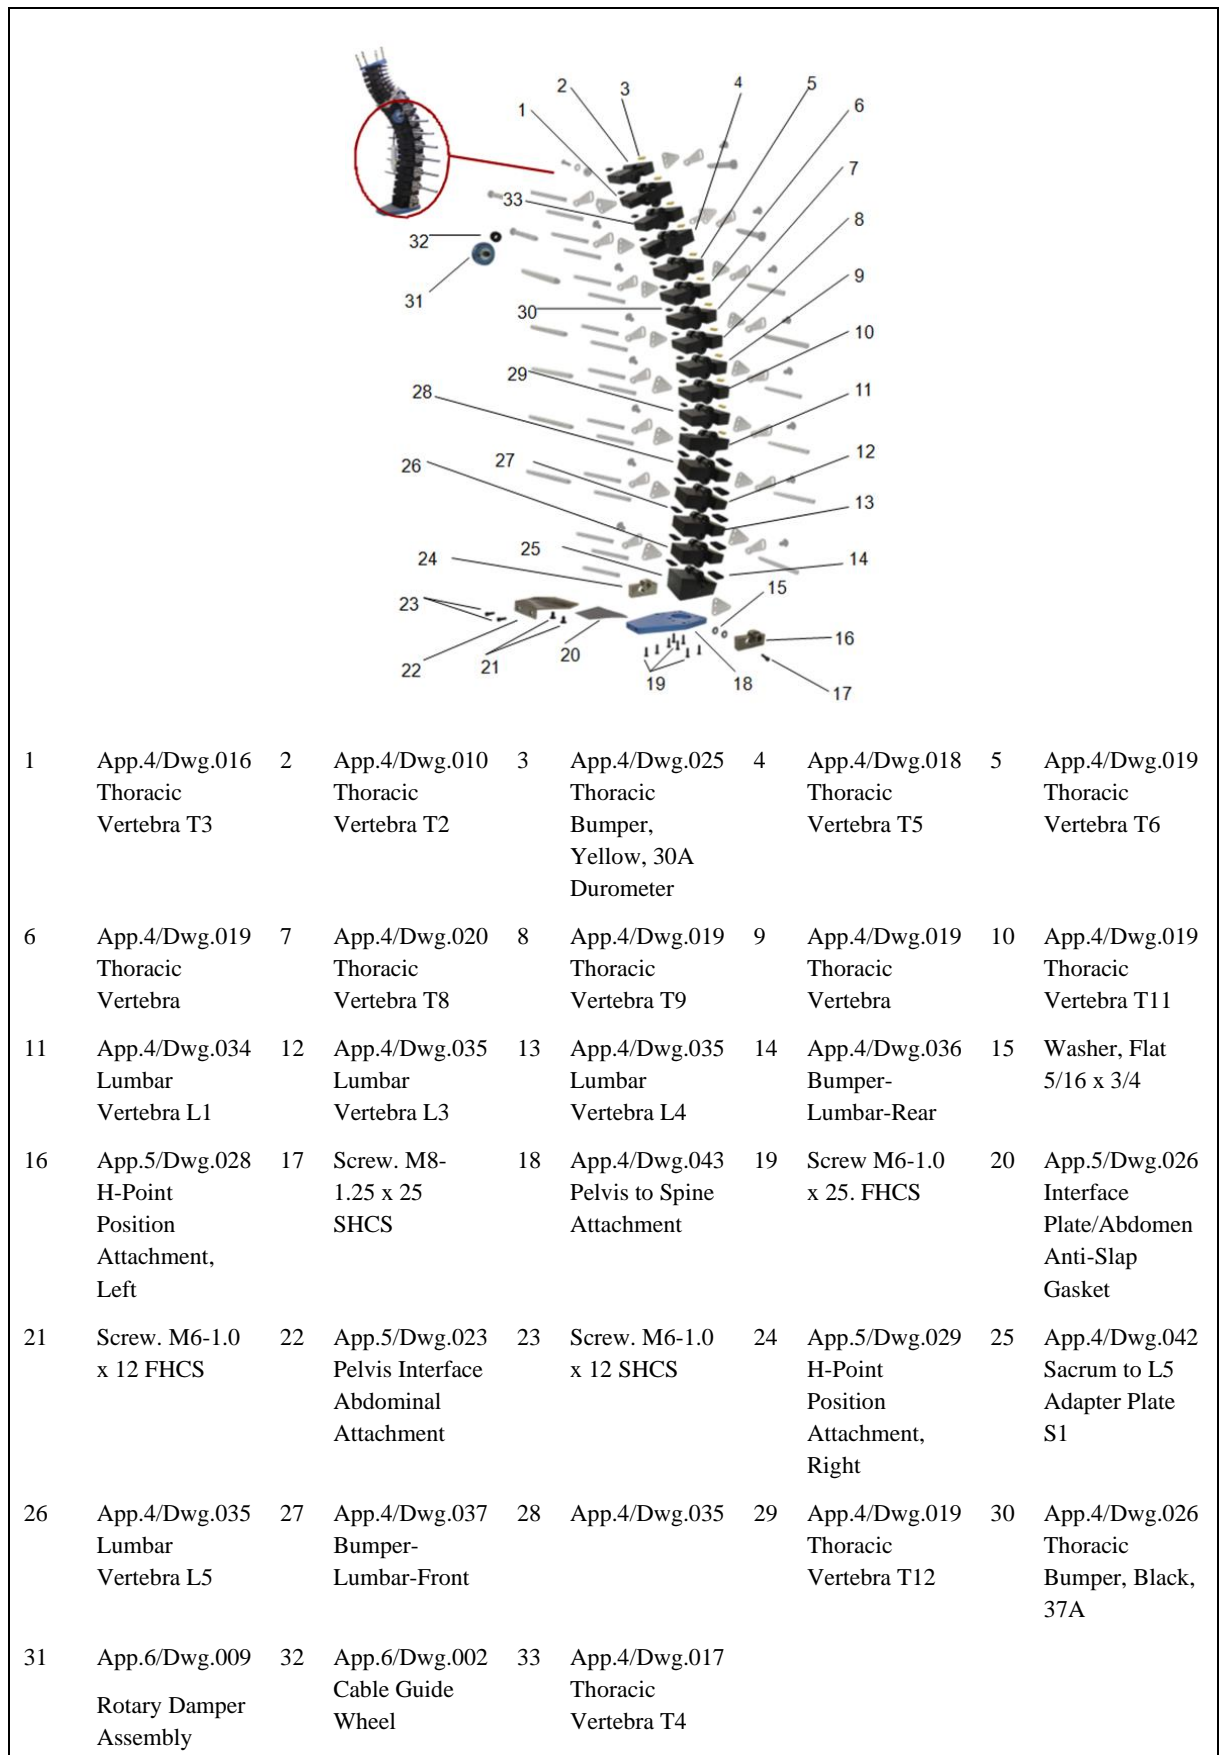 2
3
4
5
1
6
7
33
8
32
9
31
30
10
29
28
11
27
12
26
13
25
24
14
15
23
16
22
21
20
19
18
17
1 App.4/Dwg.016 2 App.4/Dwg.010 3 App.4/Dwg.025 4 App.4/Dwg.018 5 App.4/Dwg.019
Thoracic Thoracic Thoracic Thoracic Thoracic
Vertebra T3 Vertebra T2 Bumper, Vertebra T5 Vertebra T6
Yellow, 30A
Durometer
6 App.4/Dwg.019 7 App.4/Dwg.020 8 App.4/Dwg.019 9 App.4/Dwg.019 10 App.4/Dwg.019
Thoracic Thoracic Thoracic Thoracic Thoracic
Vertebra Vertebra T8 Vertebra T9 Vertebra Vertebra T11
11 App.4/Dwg.034 12 App.4/Dwg.035 13 App.4/Dwg.035 14 App.4/Dwg.036 15 Washer, Flat
Lumbar Lumbar Lumbar Bumper- 5/16 x 3/4
Vertebra L1 Vertebra L3 Vertebra L4 Lumbar-Rear
16 App.5/Dwg.028 17 Screw. M8- 18 App.4/Dwg.043 19 Screw M6-1.0 20 App.5/Dwg.026
H-Point 1.25 x 25 Pelvis to Spine x 25. FHCS Interface
Position SHCS Attachment Plate/Abdomen
Attachment, Anti-Slap
Left Gasket
21 Screw. M6-1.0 22 App.5/Dwg.023 23 Screw. M6-1.0 24 App.5/Dwg.029 25 App.4/Dwg.042
x 12 FHCS Pelvis Interface x 12 SHCS H-Point Sacrum to L5
Abdominal Position Adapter Plate
Attachment Attachment, S1
Right
26 App.4/Dwg.035 27 App.4/Dwg.037 28 App.4/Dwg.035 29 App.4/Dwg.019 30 App.4/Dwg.026
Lumbar Bumper- Thoracic Thoracic
Vertebra L5 Lumbar-Front Vertebra T12 Bumper, Black,
37A
31 App.6/Dwg.009 32 App.6/Dwg.002 33 App.4/Dwg.017
Cable Guide Thoracic
Rotary Damper Wheel Vertebra T4
Assembly